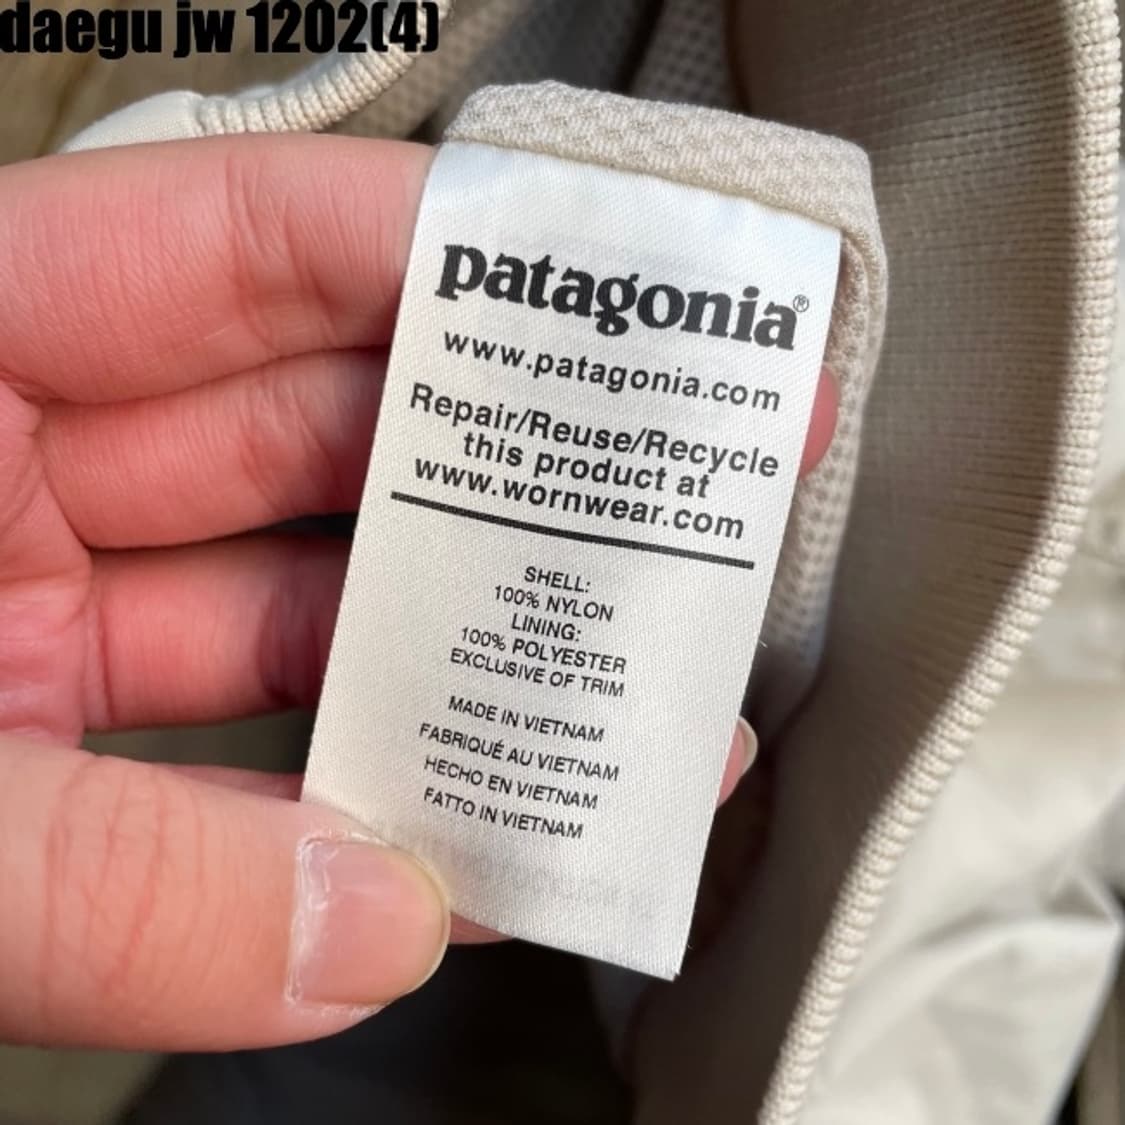 daegu jw 1202(4)
patagonia®
www.patagonia.com
Repair/Reuse/Recycle
this product at
www.wornwear.com
SHELL:
100% NYLON
LINING:
100% POLYESTER
EXCLUSIVE OF TRIM
MADE IN VIETNAM
FABRIQUÉ AU VIETNAM
HECHO EN VIETNAM
FATTO IN VIETNAM